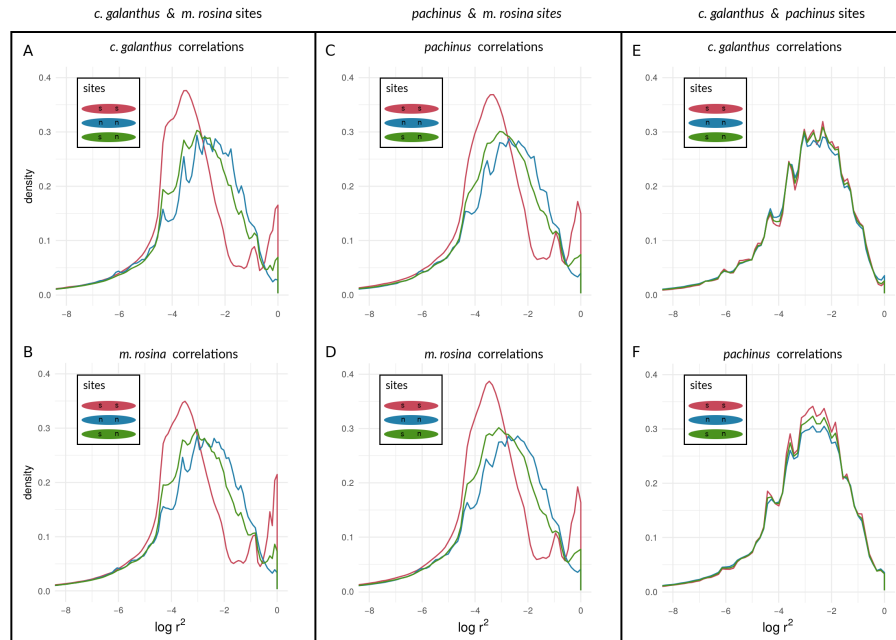 c. galanthus & m. rosina sites
pachinus & m. rosina sites
c. galanthus & pachinus sites
A
c. galanthus correlations
C
pachinus correlations
E
c. galanthus correlations
0.4
0.3
0.2
0.1
0.0
density
sites
s s
n n
s n
−8 −6 −4 −2 0
0.4
0.3
0.2
0.1
0.0
sites
s s
n n
s n
−8 −6 −4 −2 0
0.4
0.3
0.2
0.1
0.0
sites
s s
n n
s n
−8 −6 −4 −2 0
B
m. rosina correlations
D
m. rosina correlations
F
pachinus correlations
0.4
0.3
0.2
0.1
0.0
density
sites
s s
n n
s n
−8 −6 −4 −2 0
log r²
0.4
0.3
0.2
0.1
0.0
sites
s s
n n
s n
−8 −6 −4 −2 0
log r²
0.4
0.3
0.2
0.1
0.0
sites
s s
n n
s n
−8 −6 −4 −2 0
log r²